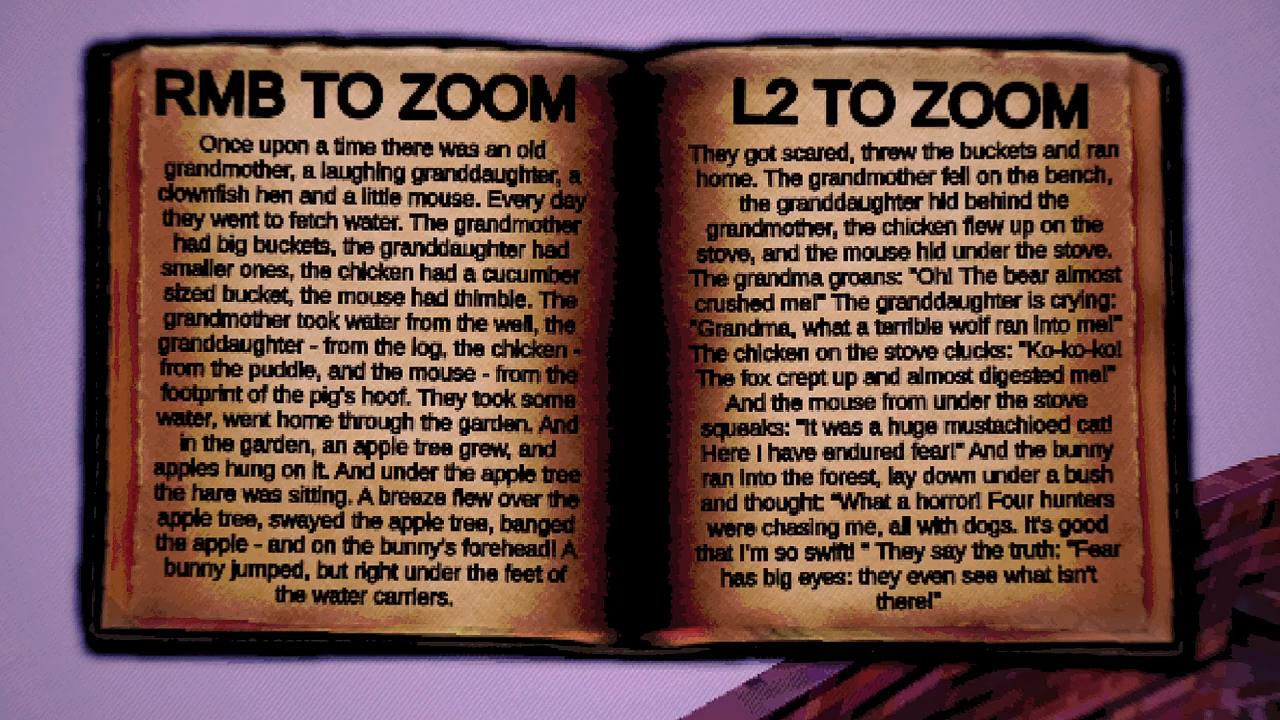 RMB TO ZOOM
Once upon a time there was an old
grandmother, a laughing granddaughter, a
clownfish hen and a little mouse. Every day
they went to fetch water. The grandmother
had big buckets, the granddaughter had
smaller ones, the chicken had a cucumber
sized bucket, the mouse had thimble. The
grandmother took water from the well, the
granddaughter - from the log, the chicken -
from the puddle, and the mouse - from the
footprint of the pig's hoof. They took some
water, went home through the garden. And
in the garden, an apple tree grew, and
apples hung on it. And under the apple tree
the hare was sitting. A breeze flew over the
apple tree, swayed the apple tree, banged
the apple - and on the bunny's forehead! A
bunny jumped, but right under the feet of
the water carriers.
L2 TO ZOOM
They got scared, threw the buckets and ran
home. The grandmother fell on the bench,
the granddaughter hid behind the
grandmother, the chicken flew up on the
stove, and the mouse hid under the stove.
The grandma groans: "Oh! The bear almost
crushed me!" The granddaughter is crying:
"Grandma, what a terrible wolf ran into me!"
The chicken on the stove clucks: "Ko-ko-ko!
The fox crept up and almost digested me!"
And the mouse from under the stove
squeaks: "It was a huge mustachioed cat!
Here I have endured fear!" And the bunny
ran into the forest, lay down under a bush
and thought: "What a horror! Four hunters
were chasing me, all with dogs. It's good
that I'm so swift! " They say the truth: "Fear
has big eyes: they even see what isn't
there!"